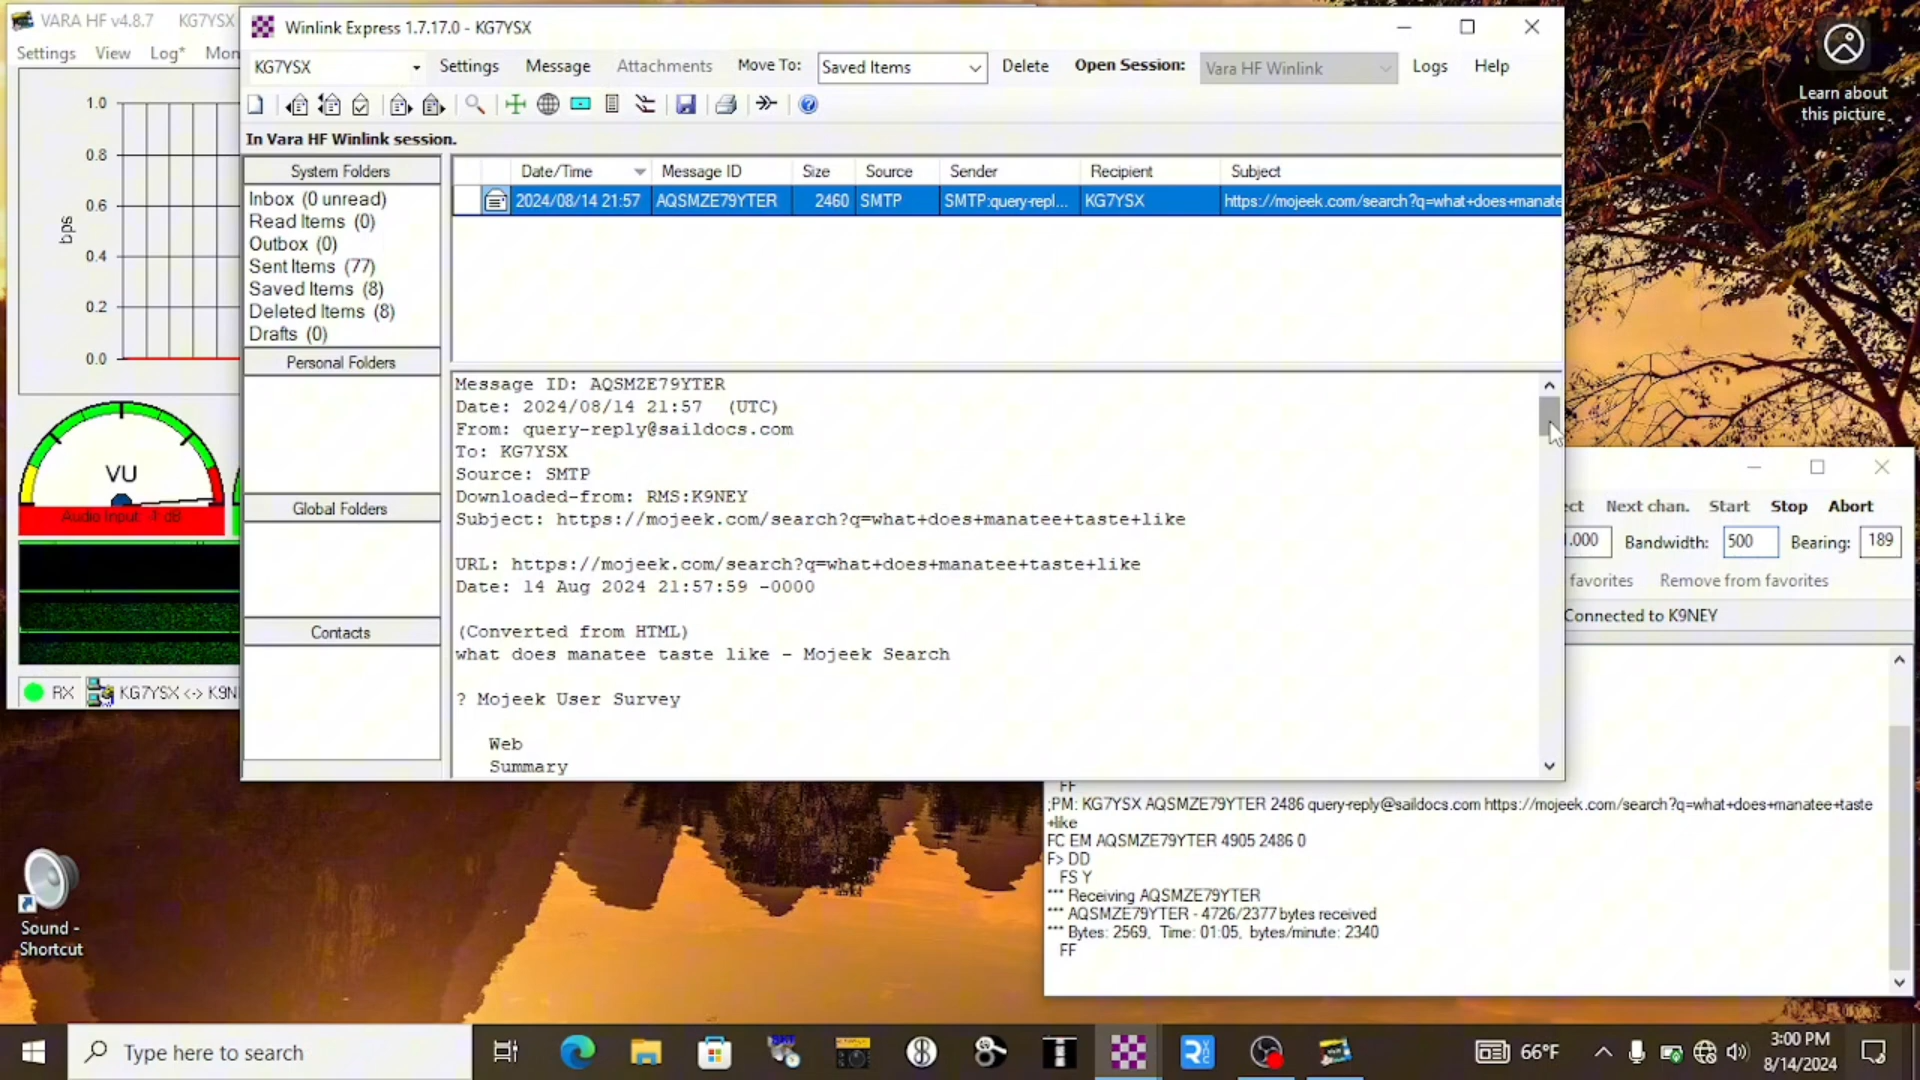 VARA HF v4.8.7 KG7YSX
Settings View Log* Mon
1.0
0.8
0.6
0.4
0.2
0.0
bps
VU
Audio Input: -1 dB
RX KG7YSX <-> K9N
Winlink Express 1.7.17.0 - KG7YSX
KG7YSX Settings Message Attachments Move To: Saved Items Delete Open Session: Vara HF Winlink Logs Help
In Vara HF Winlink session.
System Folders
Inbox (0 unread)
Read Items (0)
Outbox (0)
Sent Items (77)
Saved Items (8)
Deleted Items (8)
Drafts (0)
Personal Folders
Global Folders
Contacts
Date/Time Message ID Size Source Sender Recipient Subject
2024/08/14 21:57 AQSMZE79YTER 2460 SMTP SMTP:query-repl... KG7YSX https://mojeek.com/search?q=what+does+manate
Message ID: AQSMZE79YTER
Date: 2024/08/14 21:57 (UTC)
From: query-reply@saildocs.com
To: KG7YSX
Source: SMTP
Downloaded-from: RMS:K9NEY
Subject: https://mojeek.com/search?q=what+does+manatee+taste+like
URL: https://mojeek.com/search?q=what+does+manatee+taste+like
Date: 14 Aug 2024 21:57:59 -0000
(Converted from HTML)
what does manatee taste like - Mojeek Search
? Mojeek User Survey
Web
Summary
Learn about
this picture
ect Next chan. Start Stop Abort
.000 Bandwidth: 500 Bearing: 189
favorites Remove from favorites
Connected to K9NEY
FF
;PM: KG7YSX AQSMZE79YTER 2486 query-reply@saildocs.com https://mojeek.com/search?q=what+does+manatee+taste
+like
FC EM AQSMZE79YTER 4905 2486 0
F> DD
FS Y
*** Receiving AQSMZE79YTER
*** AQSMZE79YTER - 4726/2377 bytes received
*** Bytes: 2569, Time: 01:05, bytes/minute: 2340
FF
Sound -
Shortcut
Type here to search
66°F
3:00 PM
8/14/2024